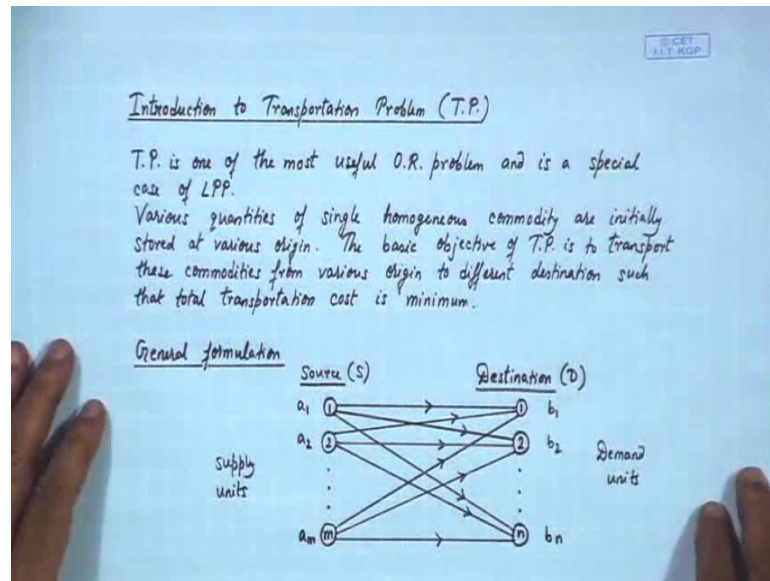 © CET
I.I.T. KGP
Introduction to Transportation Problem (T.P.)
T.P. is one of the most useful O.R. problem and is a special
case of LPP.
Various quantities of single homogeneous commodity are initially
stored at various origin. The basic objective of T.P. is to transport
these commodities from various origin to different destination such
that total transportation cost is minimum.
General formulation
Source (S) Destination (D)
a1 1 1 b1
a2 2 2 b2
supply Demand
units units
am m n bn